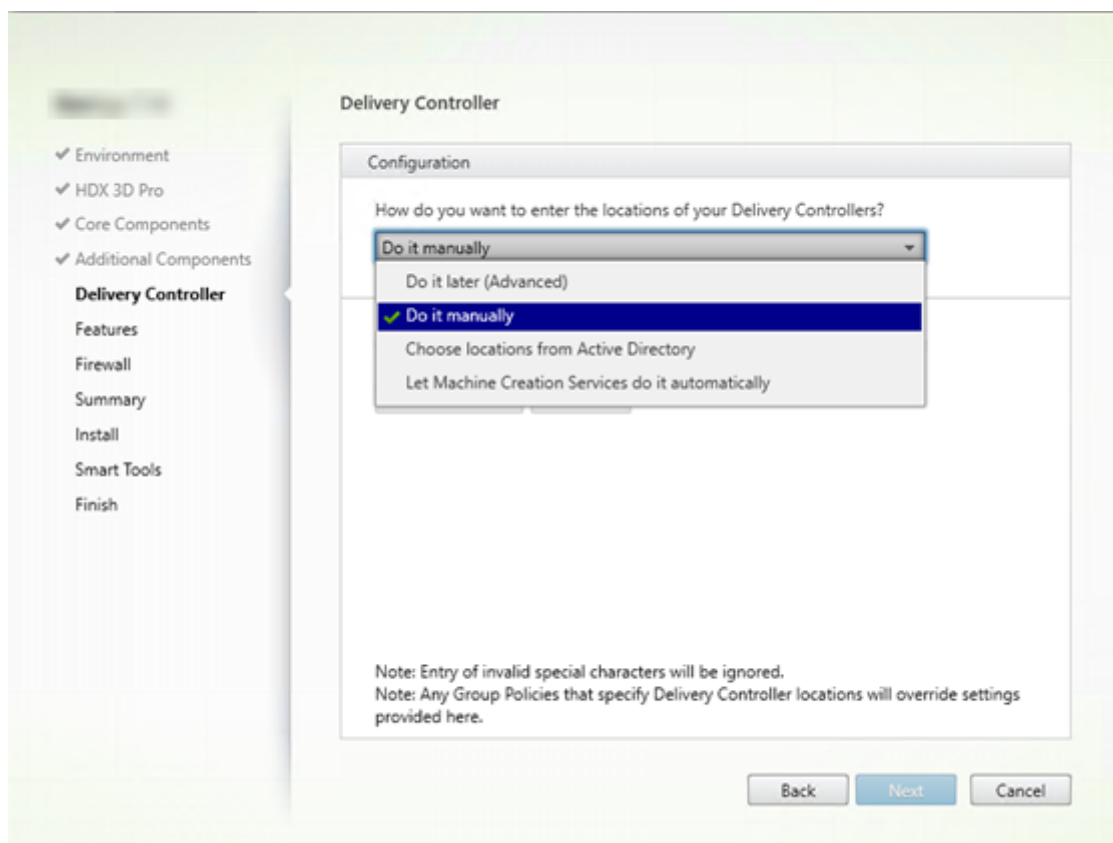 Delivery Controller
Environment
HDX 3D Pro
Core Components
Additional Components
Delivery Controller
Features
Firewall
Summary
Install
Smart Tools
Finish
Configuration
How do you want to enter the locations of your Delivery Controllers?
Do it manually
Do it later (Advanced)
Do it manually
Choose locations from Active Directory
Let Machine Creation Services do it automatically
Note: Entry of invalid special characters will be ignored.
Note: Any Group Policies that specify Delivery Controller locations will override settings
provided here.
Back
Next
Cancel